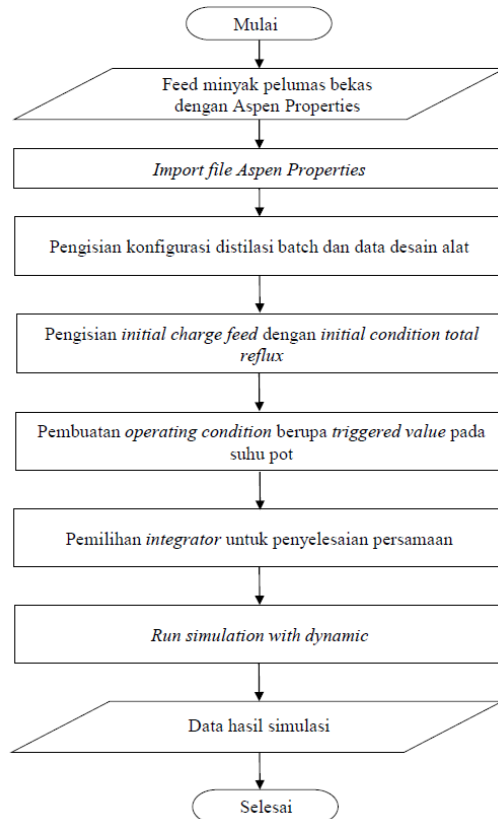 Mulai
Feed minyak pelumas bekas
dengan Aspen Properties
Import file Aspen Properties
Pengisian konfigurasi distilasi batch dan data desain alat
Pengisian initial charge feed dengan initial condition total
reflux
Pembuatan operating condition berupa triggered value pada
suhu pot
Pemilihan integrator untuk penyelesaian persamaan
Run simulation with dynamic
Data hasil simulasi
Selesai